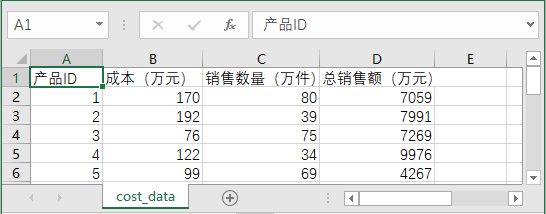 A1 fx 产品ID
A B C D E
1 产品ID 成本（万元） 销售数量（万件） 总销售额（万元）
2 1 170 80 7059
3 2 192 39 7991
4 3 76 75 7269
5 4 122 34 9976
6 5 99 69 4267
cost_data